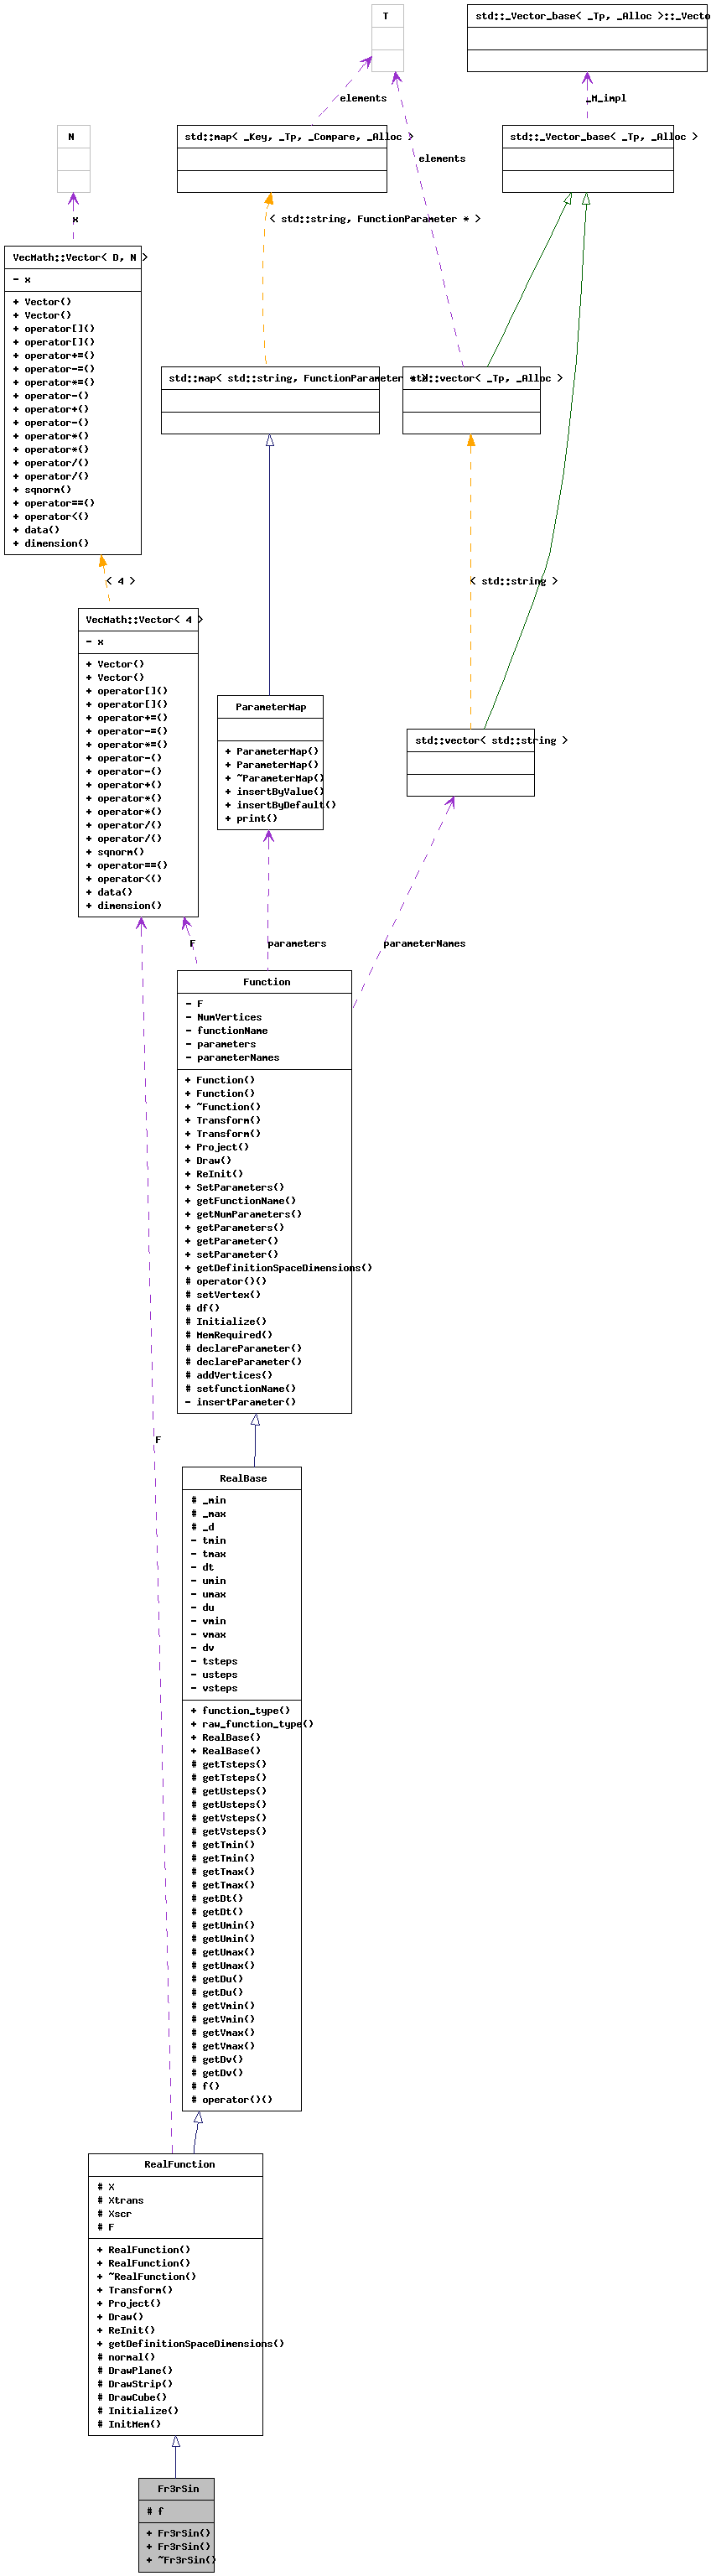 T
std::_Vector_base< _Tp, _Alloc >::_Vecto
elements
_M_impl
N
std::map< _Key, _Tp, _Compare, _Alloc >
std::_Vector_base< _Tp, _Alloc >
elements
x
< std::string, FunctionParameter * >
VecMath::Vector< D, N >
- x
+ Vector()
+ Vector()
+ operator[]()
+ operator[]()
+ operator+=()
+ operator-=()
+ operator*=()
+ operator-()
+ operator+()
+ operator-()
+ operator*()
+ operator*()
+ operator/()
+ operator/()
+ sqnorm()
+ operator==()
+ operator<()
+ data()
+ dimension()
std::map< std::string, FunctionParameter * >
std::vector< _Tp, _Alloc >
< 4 >
< std::string >
VecMath::Vector< 4 >
- x
+ Vector()
+ Vector()
+ operator[]()
+ operator[]()
+ operator+=()
+ operator-=()
+ operator*=()
+ operator-()
+ operator-()
+ operator+()
+ operator*()
+ operator*()
+ operator/()
+ operator/()
+ sqnorm()
+ operator==()
+ operator<()
+ data()
+ dimension()
ParameterMap
+ ParameterMap()
+ ParameterMap()
+ ~ParameterMap()
+ insertByValue()
+ insertByDefault()
+ print()
std::vector< std::string >
F
parameters
parameterNames
Function
- F
- NumVertices
- functionName
- parameters
- parameterNames
+ Function()
+ Function()
+ ~Function()
+ Transform()
+ Transform()
+ Project()
+ Draw()
+ ReInit()
+ SetParameters()
+ getFunctionName()
+ getNumParameters()
+ getParameters()
+ getParameter()
+ setParameter()
+ getDefinitionSpaceDimensions()
# operator()()
# setVertex()
# df()
# Initialize()
# MemRequired()
# declareParameter()
# declareParameter()
# addVertices()
# setfunctionName()
- insertParameter()
F
RealBase
# _min
# _max
# _d
- tmin
- tmax
- dt
- umin
- umax
- du
- vmin
- vmax
- dv
- tsteps
- usteps
- vsteps
+ function_type()
+ raw_function_type()
+ RealBase()
+ RealBase()
# getTsteps()
# getTsteps()
# getUsteps()
# getUsteps()
# getVsteps()
# getVsteps()
# getTmin()
# getTmin()
# getTmax()
# getTmax()
# getDt()
# getDt()
# getUmin()
# getUmin()
# getUmax()
# getUmax()
# getDu()
# getDu()
# getVmin()
# getVmin()
# getVmax()
# getVmax()
# getDv()
# getDv()
# f()
# operator()()
RealFunction
# X
# Xtrans
# Xscr
# F
+ RealFunction()
+ RealFunction()
+ ~RealFunction()
+ Transform()
+ Project()
+ Draw()
+ ReInit()
+ getDefinitionSpaceDimensions()
# normal()
# DrawPlane()
# DrawStrip()
# DrawCube()
# Initialize()
# InitMem()
Fr3rSin
# f
+ Fr3rSin()
+ Fr3rSin()
+ ~Fr3rSin()